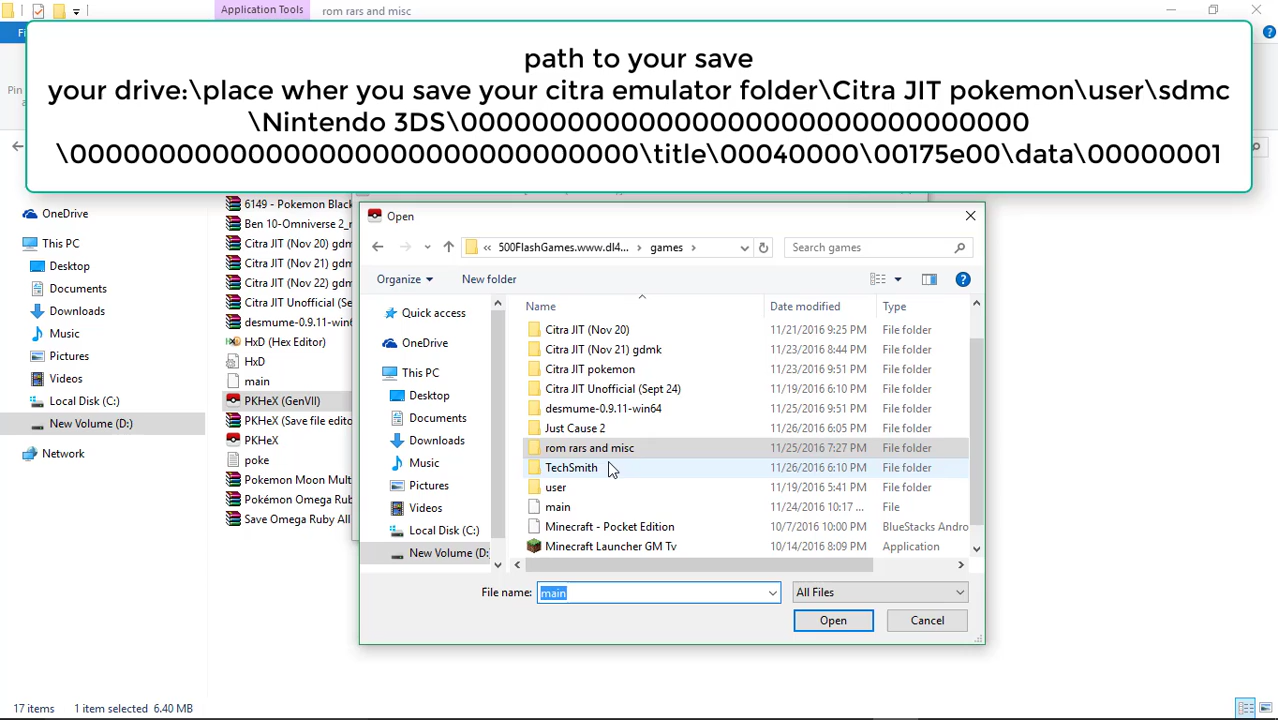 Application Tools
rom rars and misc
path to your save
your drive:\place wher you save your citra emulator folder\Citra JIT pokemon\user\sdmc
\Nintendo 3DS\00000000000000000000000000000000
\00000000000000000000000000000000\title\00040000\00175e00\data\00000001
OneDrive
This PC
Desktop
Documents
Downloads
Music
Pictures
Videos
Local Disk (C:)
New Volume (D:)
Network
6149 - Pokemon Black
Ben 10-Omniverse 2_r
Citra JIT (Nov 20) gdm
Citra JIT (Nov 21) gdm
Citra JIT (Nov 22) gdm
Citra JIT Unofficial (Se
desmume-0.9.11-win6
HxD (Hex Editor)
HxD
main
PKHeX (GenVII)
PKHeX (Save file edito
PKHeX
poke
Pokemon Moon Mult
Pokémon Omega Rub
Save Omega Ruby All
Open
500FlashGames.www.dl4...
games
Search games
Organize
New folder
Name
Date modified
Type
Quick access
OneDrive
This PC
Desktop
Documents
Downloads
Music
Pictures
Videos
Local Disk (C:)
New Volume (D:
Citra JIT (Nov 20) 11/21/2016 9:25 PM File folder
Citra JIT (Nov 21) gdmk 11/23/2016 8:44 PM File folder
Citra JIT pokemon 11/23/2016 9:51 PM File folder
Citra JIT Unofficial (Sept 24) 11/19/2016 6:10 PM File folder
desmume-0.9.11-win64 11/25/2016 9:51 PM File folder
Just Cause 2 11/26/2016 6:05 PM File folder
rom rars and misc 11/25/2016 7:27 PM File folder
TechSmith 11/26/2016 6:10 PM File folder
user 11/19/2016 5:41 PM File folder
main 11/24/2016 10:17 ... File
Minecraft - Pocket Edition 10/7/2016 10:00 PM BlueStacks Andro
Minecraft Launcher GM Tv 10/14/2016 8:09 PM Application
File name:
main
All Files
Open
Cancel
17 items
1 item selected 6.40 MB